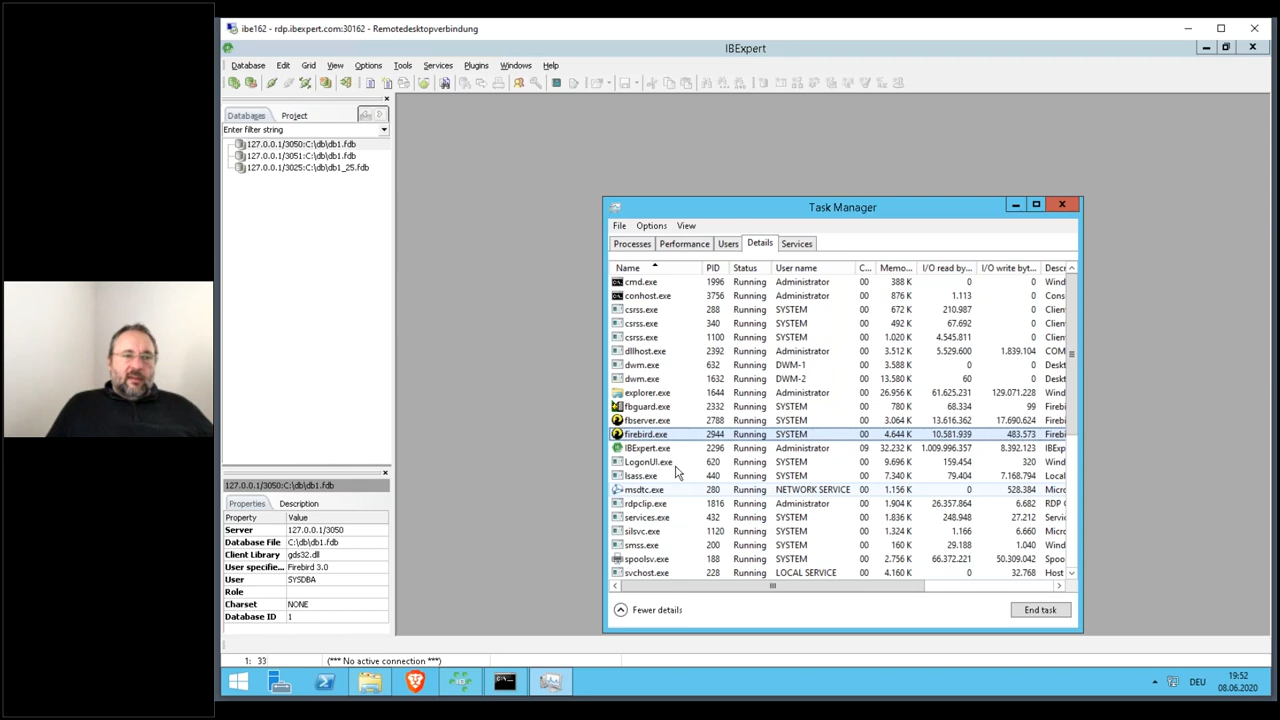 ibe162 - rdp.ibexpert.com:30162 - Remotedesktopverbindung
IBExpert
Database Edit Grid View Options Tools Services Plugins Windows Help
Databases Project
Enter filter string
127.0.0.1/3050:C:\db\db1.fdb
127.0.0.1/3051:C:\db\db1.fdb
127.0.0.1/3025:C:\db\db1_25.fdb
127.0.0.1/3050:C:\db\db1.fdb
Properties Description
Property Value
Server 127.0.0.1/3050
Database File C:\db\db1.fdb
Client Library gds32.dll
User specifie... Firebird 3.0
User SYSDBA
Role
Charset NONE
Database ID 1
Task Manager
File Options View
Processes Performance Users Details Services
Name PID Status User name C... Memo... I/O read by... I/O write byt... Descr
cmd.exe 1996 Running Administrator 00 388 K 0 0 Wind
conhost.exe 3756 Running Administrator 00 876 K 1.113 0 Cons
csrss.exe 288 Running SYSTEM 00 672 K 210.987 0 Client
csrss.exe 340 Running SYSTEM 00 492 K 67.692 0 Client
csrss.exe 1100 Running SYSTEM 00 1.020 K 4.545.811 0 Client
dllhost.exe 2392 Running Administrator 00 3.512 K 5.529.600 1.839.104 COM
dwm.exe 632 Running DWM-1 00 3.588 K 0 0 Deskt
dwm.exe 1632 Running DWM-2 00 13.580 K 60 0 Deskt
explorer.exe 1644 Running Administrator 00 26.956 K 61.625.231 129.071.228 Wind
fbguard.exe 2332 Running SYSTEM 00 780 K 68.334 99 Firebi
fbserver.exe 2788 Running SYSTEM 00 3.064 K 13.616.362 17.690.624 Firebi
firebird.exe 2944 Running SYSTEM 00 4.644 K 10.581.939 483.573 Firebi
IBExpert.exe 2296 Running Administrator 09 32.232 K 1.009.996.357 8.392.123 IBExp
LogonUI.exe 620 Running SYSTEM 00 9.696 K 159.454 320 Wind
lsass.exe 440 Running SYSTEM 00 7.340 K 79.404 7.168.794 Local
msdtc.exe 280 Running NETWORK SERVICE 00 1.156 K 0 528.384 Micro
rdpclip.exe 1816 Running Administrator 00 1.904 K 26.357.864 6.682 RDP C
services.exe 432 Running SYSTEM 00 1.836 K 248.948 27.212 Servic
silsvc.exe 1120 Running SYSTEM 00 1.324 K 1.166 6.660 Micro
smss.exe 200 Running SYSTEM 00 160 K 29.188 1.040 Wind
spoolsv.exe 188 Running SYSTEM 00 2.756 K 66.372.221 50.309.042 Spoo
svchost.exe 228 Running LOCAL SERVICE 00 4.160 K 0 32.768 Host
Fewer details End task
1: 33 (*** No active connection ***)
DEU 19:52
08.06.2020